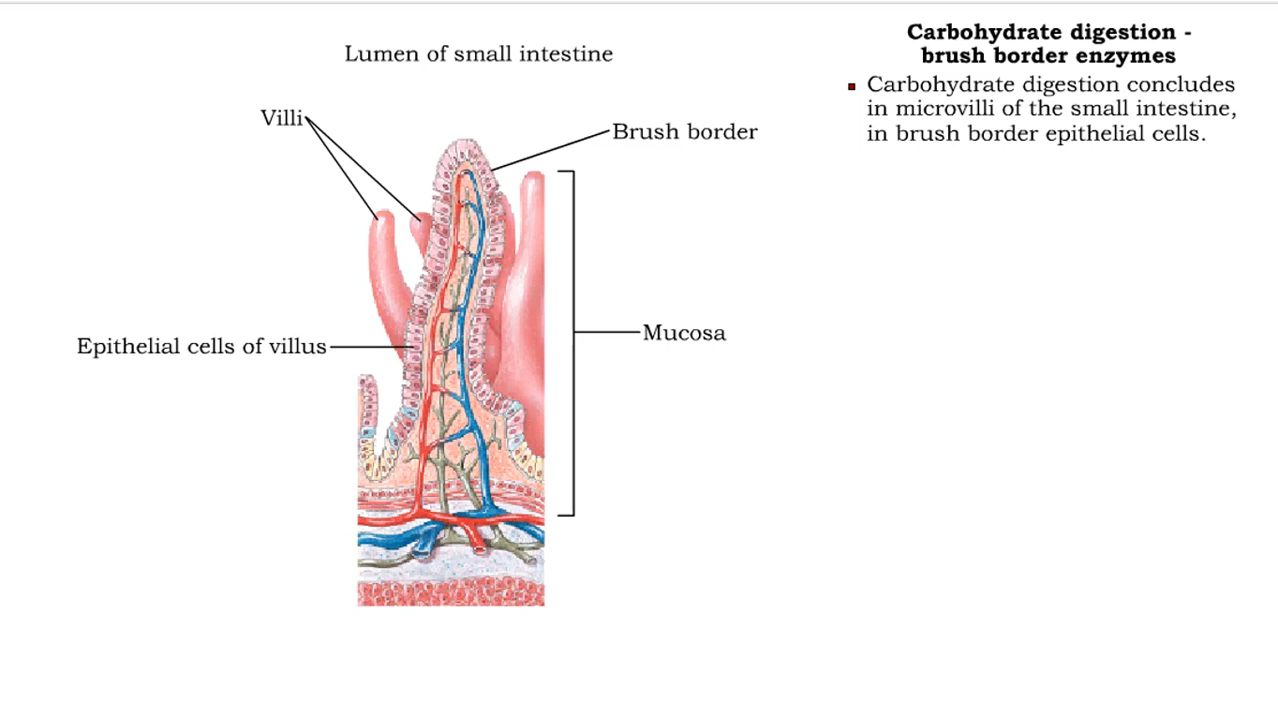 Carbohydrate digestion -
brush border enzymes
Carbohydrate digestion concludes
in microvilli of the small intestine,
in brush border epithelial cells.
Lumen of small intestine
Villi
Brush border
Epithelial cells of villus
Mucosa